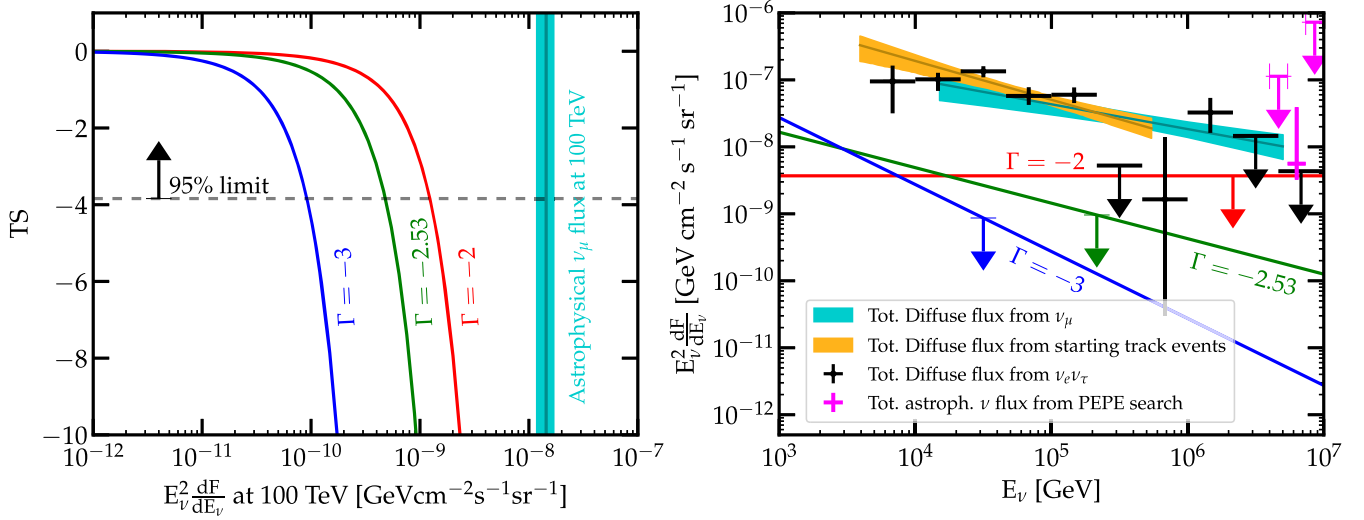 0
−2
−4
−6
−8
−10
TS
95% limit
Γ = −3
Γ = −2.53
Γ = −2
Astrophysical νμ flux at 100 TeV
10⁻¹² 10⁻¹¹ 10⁻¹⁰ 10⁻⁹ 10⁻⁸ 10⁻⁷
E²ν dF/dEν at 100 TeV [GeVcm⁻²s⁻¹sr⁻¹]
10⁻⁶
10⁻⁷
10⁻⁸
10⁻⁹
10⁻¹⁰
10⁻¹¹
10⁻¹²
E²ν dF/dEν [GeV cm⁻² s⁻¹ sr⁻¹]
Γ = −2
Γ = −2.53
Γ = −3
Tot. Diffuse flux from νμ
Tot. Diffuse flux from starting track events
Tot. Diffuse flux from νeντ
Tot. astroph. ν flux from PEPE search
10³ 10⁴ 10⁵ 10⁶ 10⁷
Eν [GeV]